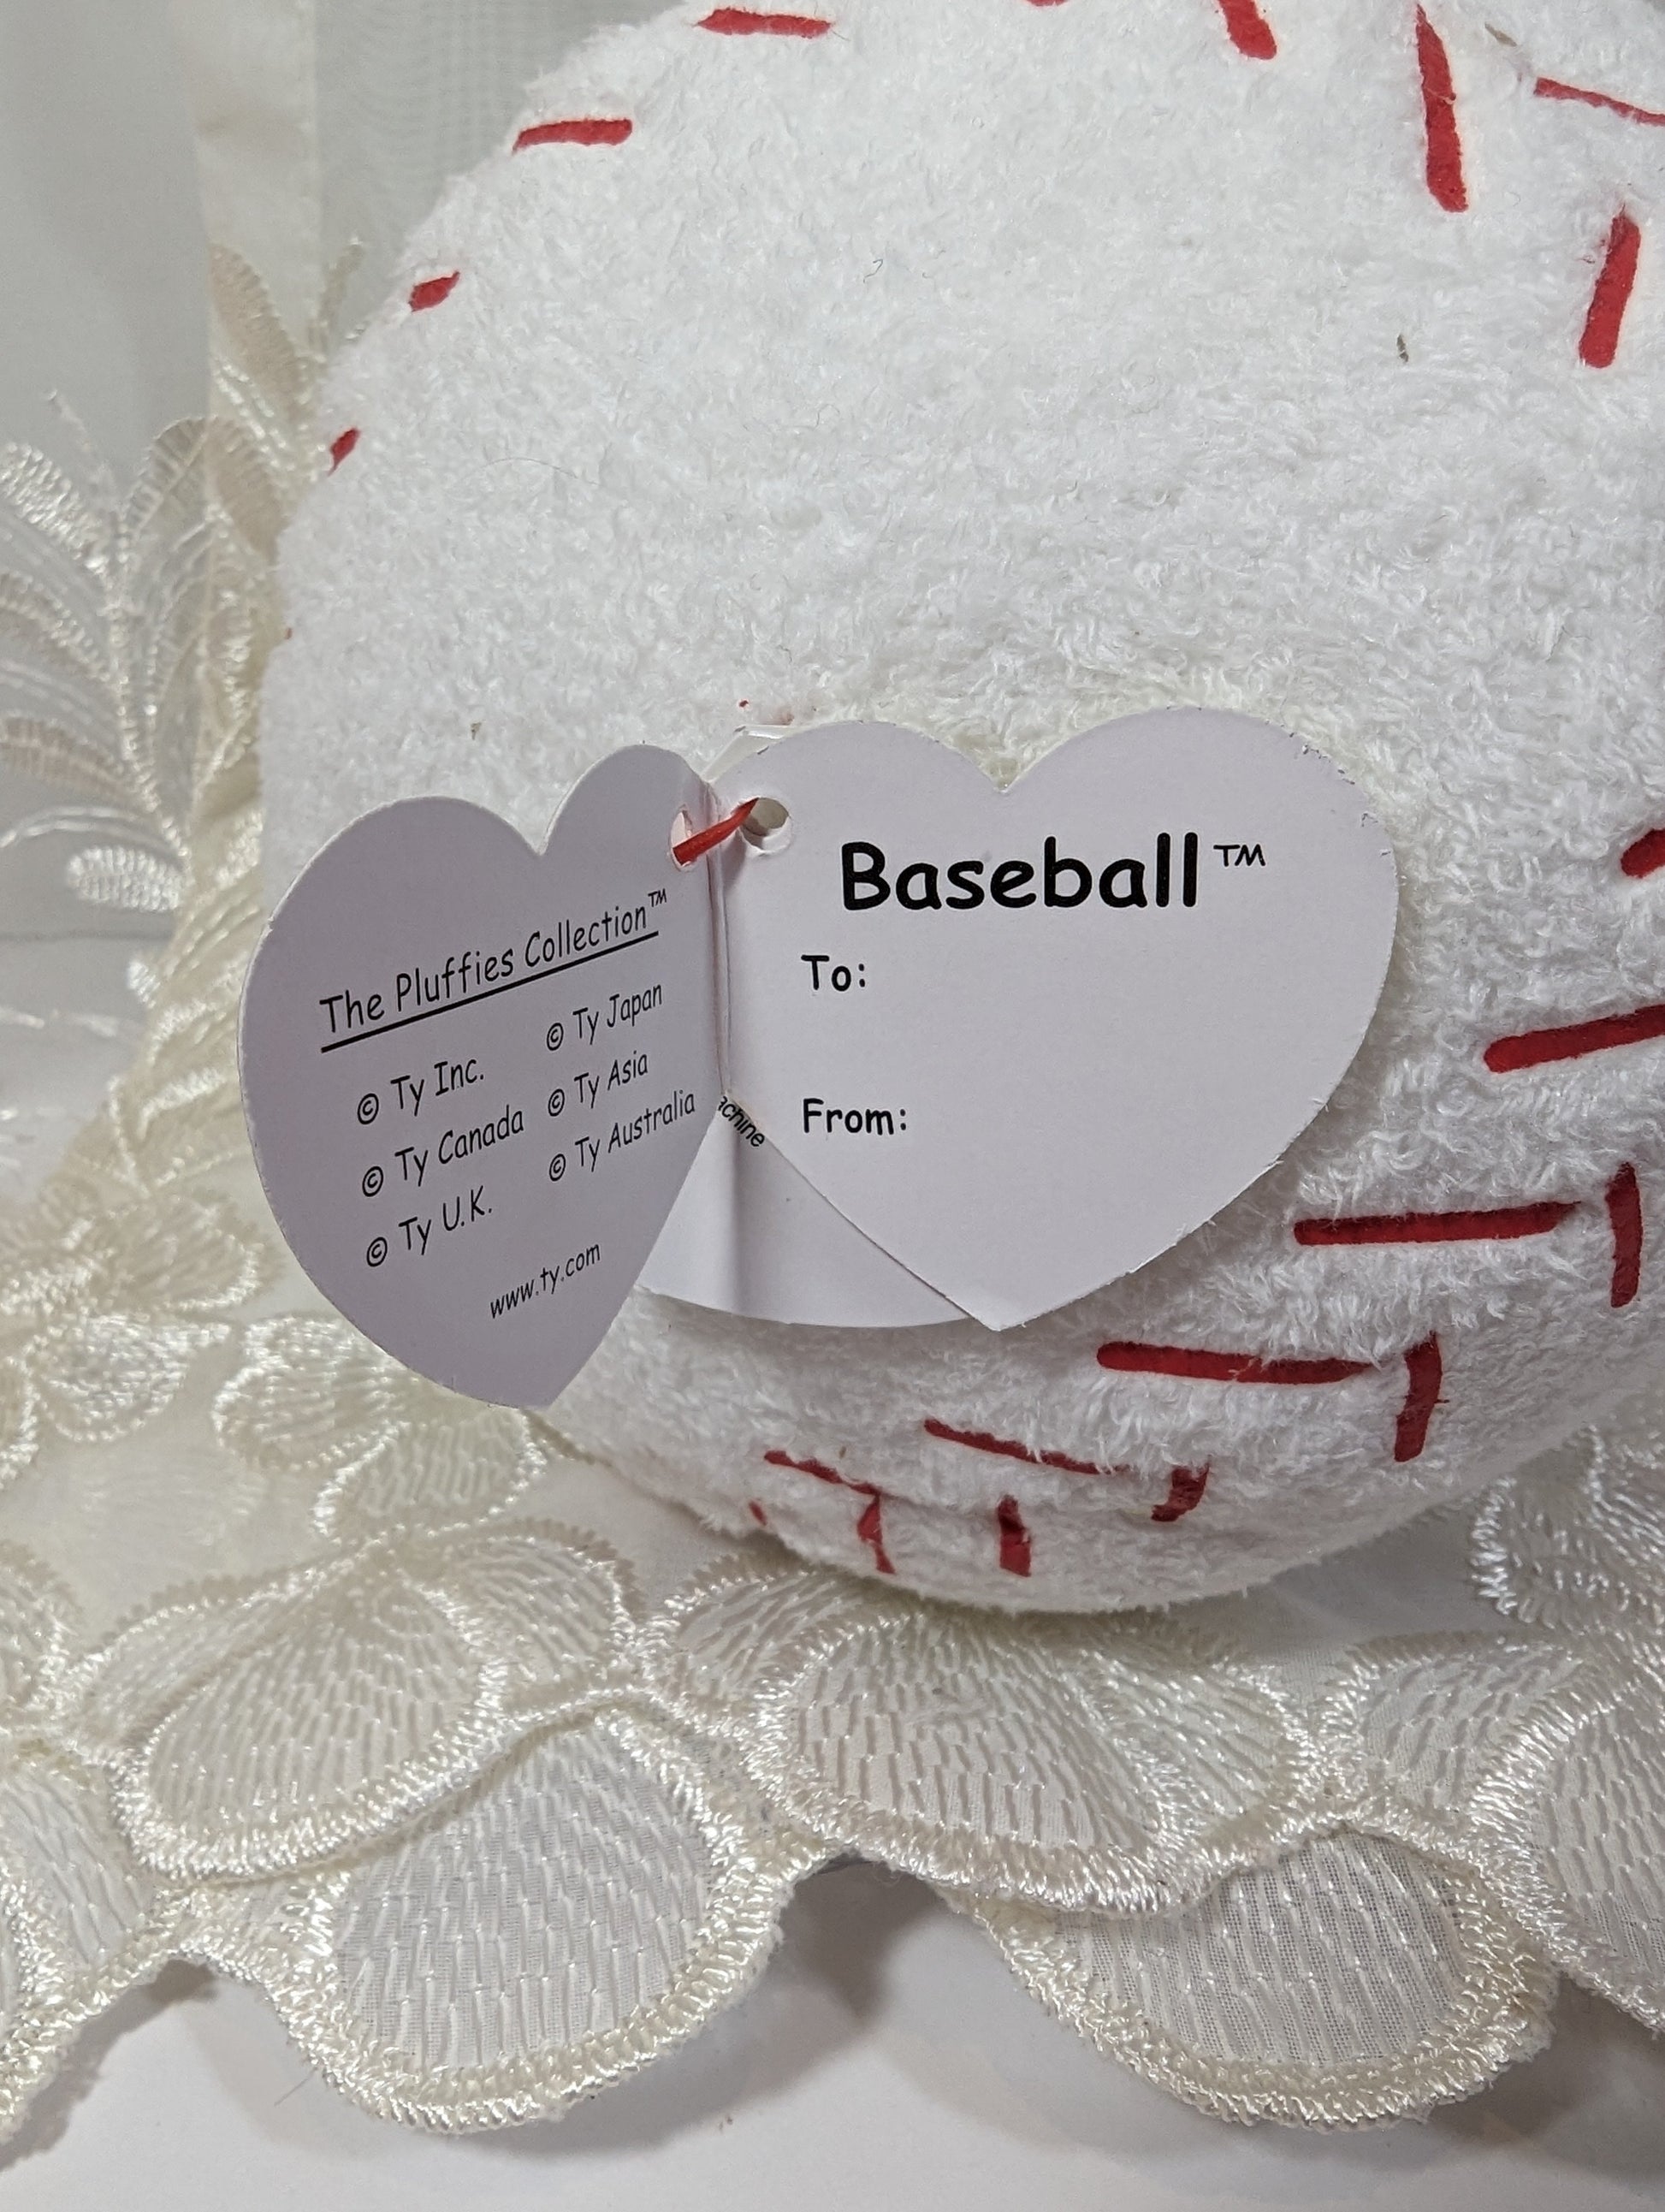 The Pluffies Collection™
© Ty Inc.
© Ty Canada
© Ty U.K.
© Ty Japan
© Ty Asia
© Ty Australia
www.ty.com
Baseball™
To:
From: